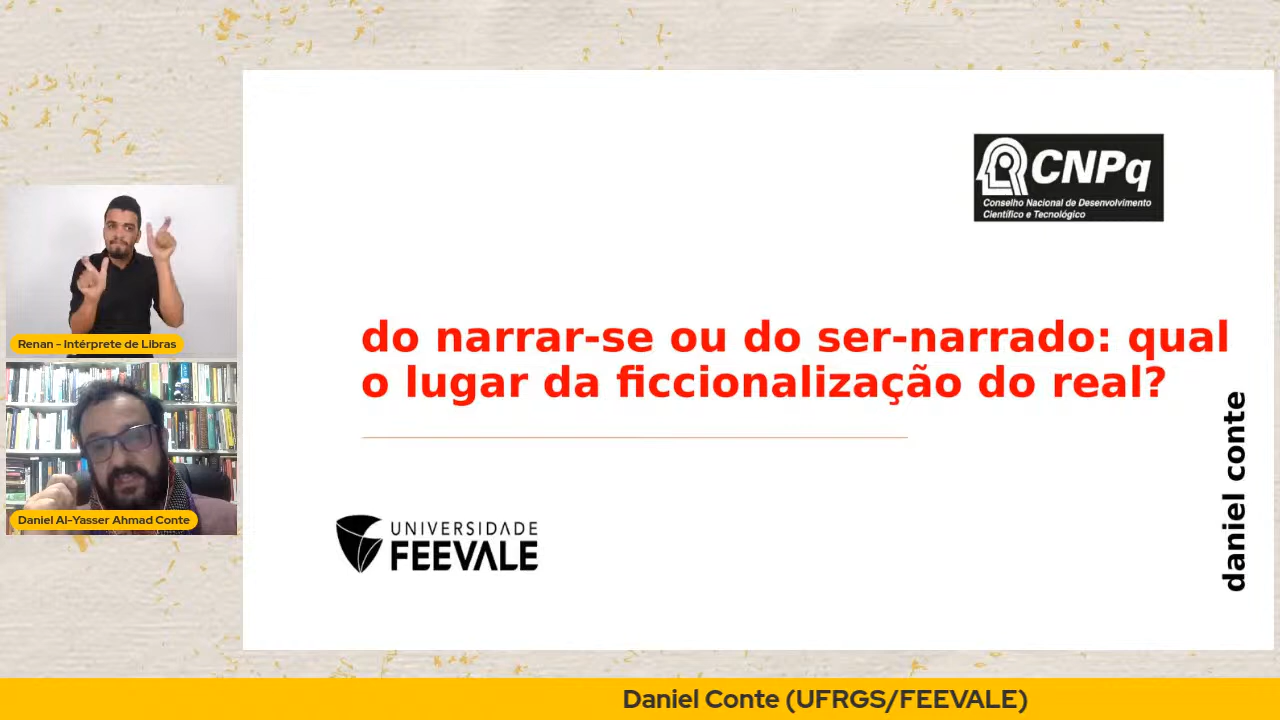 CNPq
Conselho Nacional de Desenvolvimento
Científico e Tecnológico
do narrar-se ou do ser-narrado: qual
o lugar da ficcionalização do real?
daniel conte
UNIVERSIDADE
FEEVALE
Renan - Intérprete de Libras
Daniel Al-Yasser Ahmad Conte
Daniel Conte (UFRGS/FEEVALE)